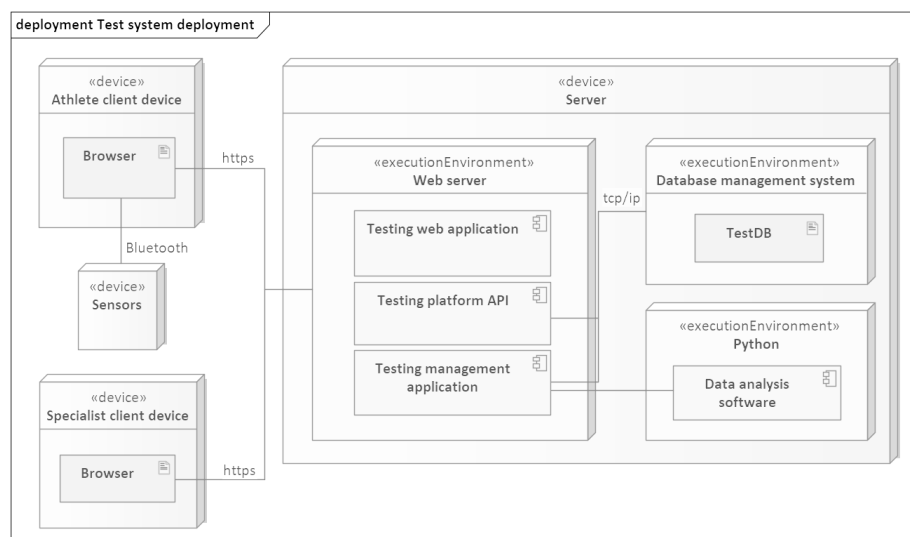 deployment Test system deployment
«device»
Athlete client device
Browser
https
Bluetooth
«device»
Sensors
«device»
Specialist client device
Browser
https
«device»
Server
«executionEnvironment»
Web server
Testing web application
Testing platform API
Testing management
application
tcp/ip
«executionEnvironment»
Database management system
TestDB
«executionEnvironment»
Python
Data analysis
software